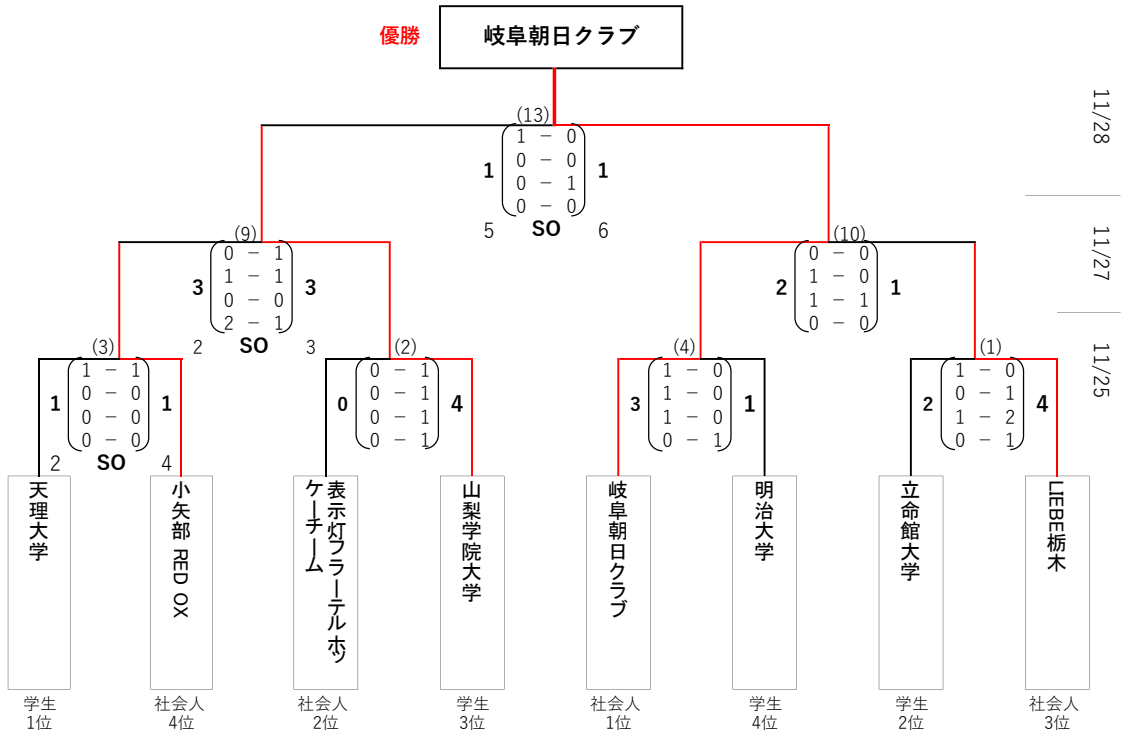 優勝
岐阜朝日クラブ
11/28
(13)
1 － 0
0 － 0
0 － 1
0 － 0
1
1
5
SO
6
11/27
(9)
0 － 1
1 － 1
0 － 0
2 － 1
3
3
2
SO
3
(10)
0 － 0
1 － 0
1 － 1
0 － 0
2
1
11/25
(3)
1 － 1
0 － 0
0 － 0
0 － 0
1
1
2
SO
4
(2)
0 － 1
0 － 1
0 － 1
0 － 1
0
4
(4)
1 － 0
1 － 0
1 － 0
0 － 1
3
1
(1)
1 － 0
0 － 1
1 － 2
0 － 1
2
4
天理大学
小矢部 RED OX
表示灯フラーテルホッ
ケーチーム
山梨学院大学
岐阜朝日クラブ
明治大学
立命館大学
LIEBE栃木
学生
1位
社会人
4位
社会人
2位
学生
3位
社会人
1位
学生
4位
学生
2位
社会人
3位